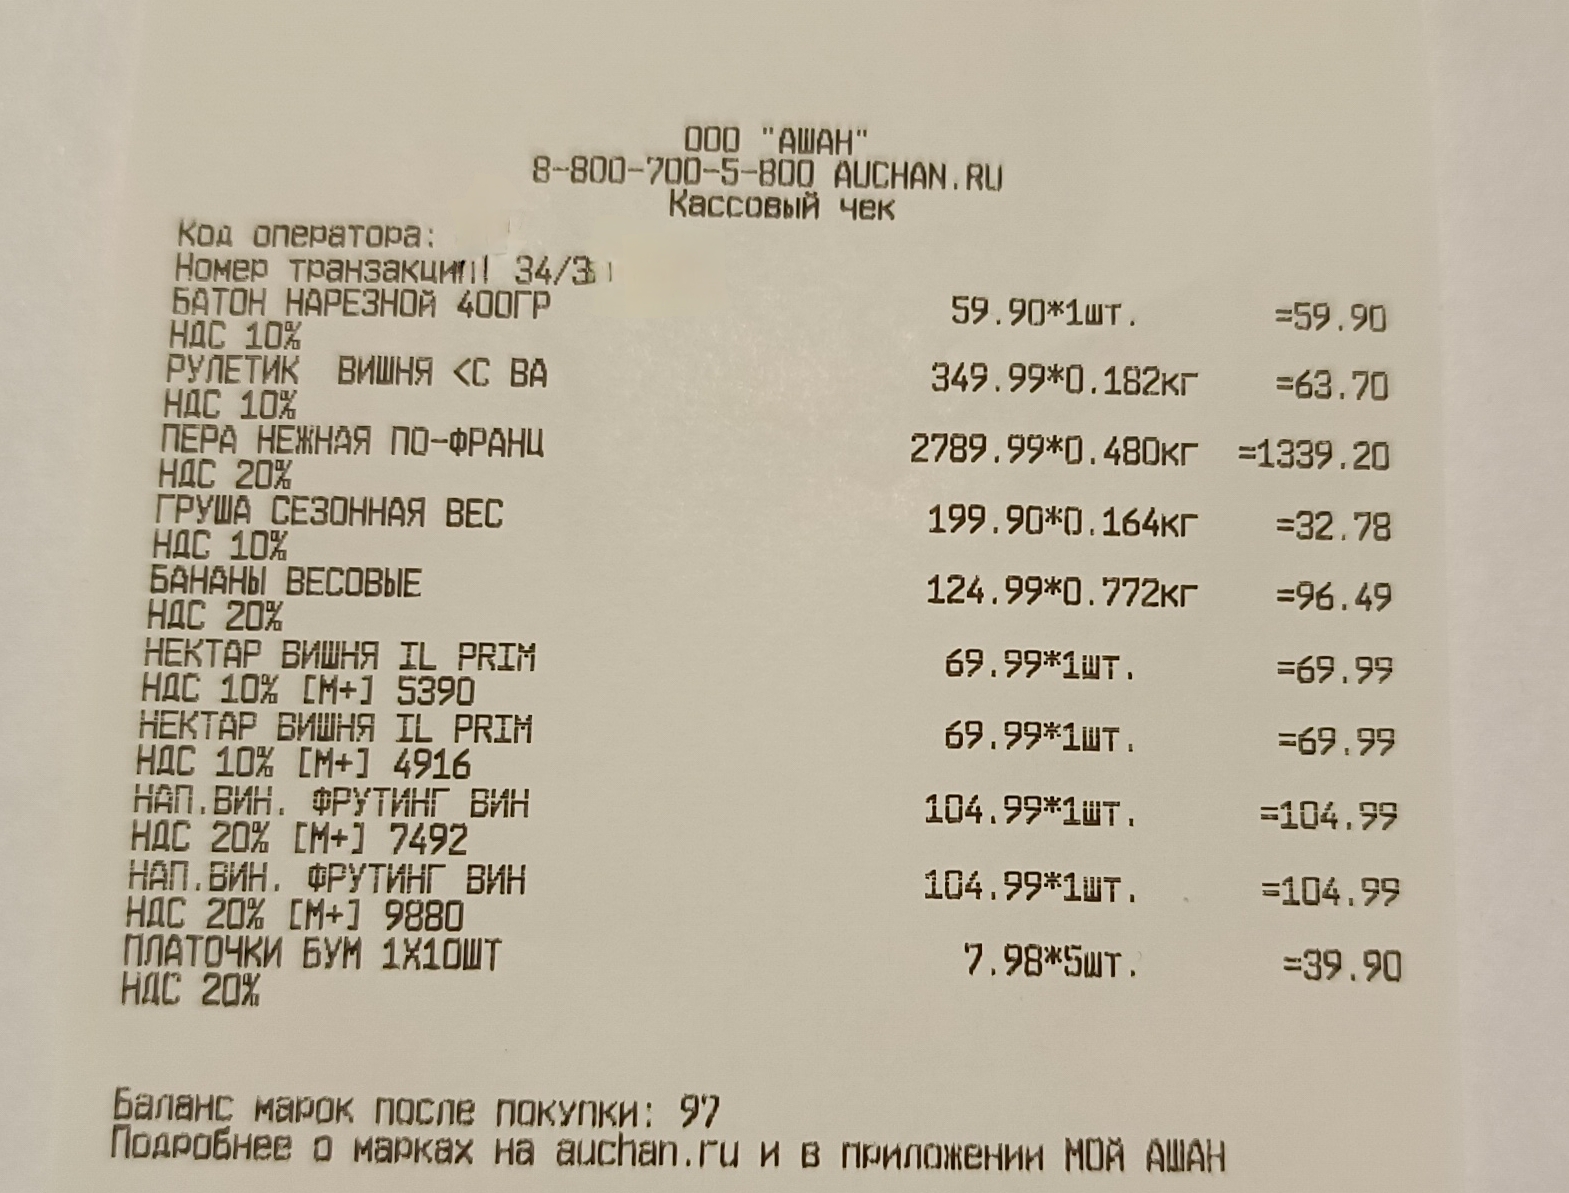 ООО "АШАН"
8-800-700-5-800 AUCHAN.RU
Кассовый чек
Код оператора:
Номер транзакции 34/3
БАТОН НАРЕЗНОЙ 400ГР 59.90*1шт. =59.90
НДС 10%
РУЛЕТИК ВИШНЯ <С ВА 349.99*0.182кг =63.70
НДС 10%
ПЕРА НЕЖНАЯ ПО-ФРАНЦ 2789.99*0.480кг =1339.20
НДС 20%
ГРУША СЕЗОННАЯ ВЕС 199.90*0.164кг =32.78
НДС 10%
БАНАНЫ ВЕСОВЫЕ 124.99*0.772кг =96.49
НДС 20%
НЕКТАР ВИШНЯ IL PRIM 69.99*1шт. =69.99
НДС 10% [М+] 5390
НЕКТАР ВИШНЯ IL PRIM 69.99*1шт. =69.99
НДС 10% [М+] 4916
НАП.ВИН. ФРУТИНГ ВИН 104.99*1шт. =104.99
НДС 20% [М+] 7492
НАП.ВИН. ФРУТИНГ ВИН 104.99*1шт. =104.99
НДС 20% [М+] 9880
ПЛАТОЧКИ БУМ 1Х10ШТ 7.98*5шт. =39.90
НДС 20%
Баланс марок после покупки: 97
Подробнее о марках на auchan.ru и в приложении МОЙ АШАН